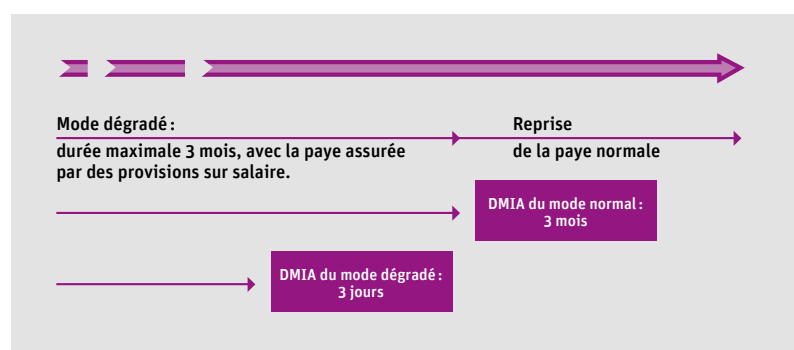 Mode dégradé :
durée maximale 3 mois, avec la paye assurée
par des provisions sur salaire.
Reprise
de la paye normale
DMIA du mode normal :
3 mois
DMIA du mode dégradé :
3 jours